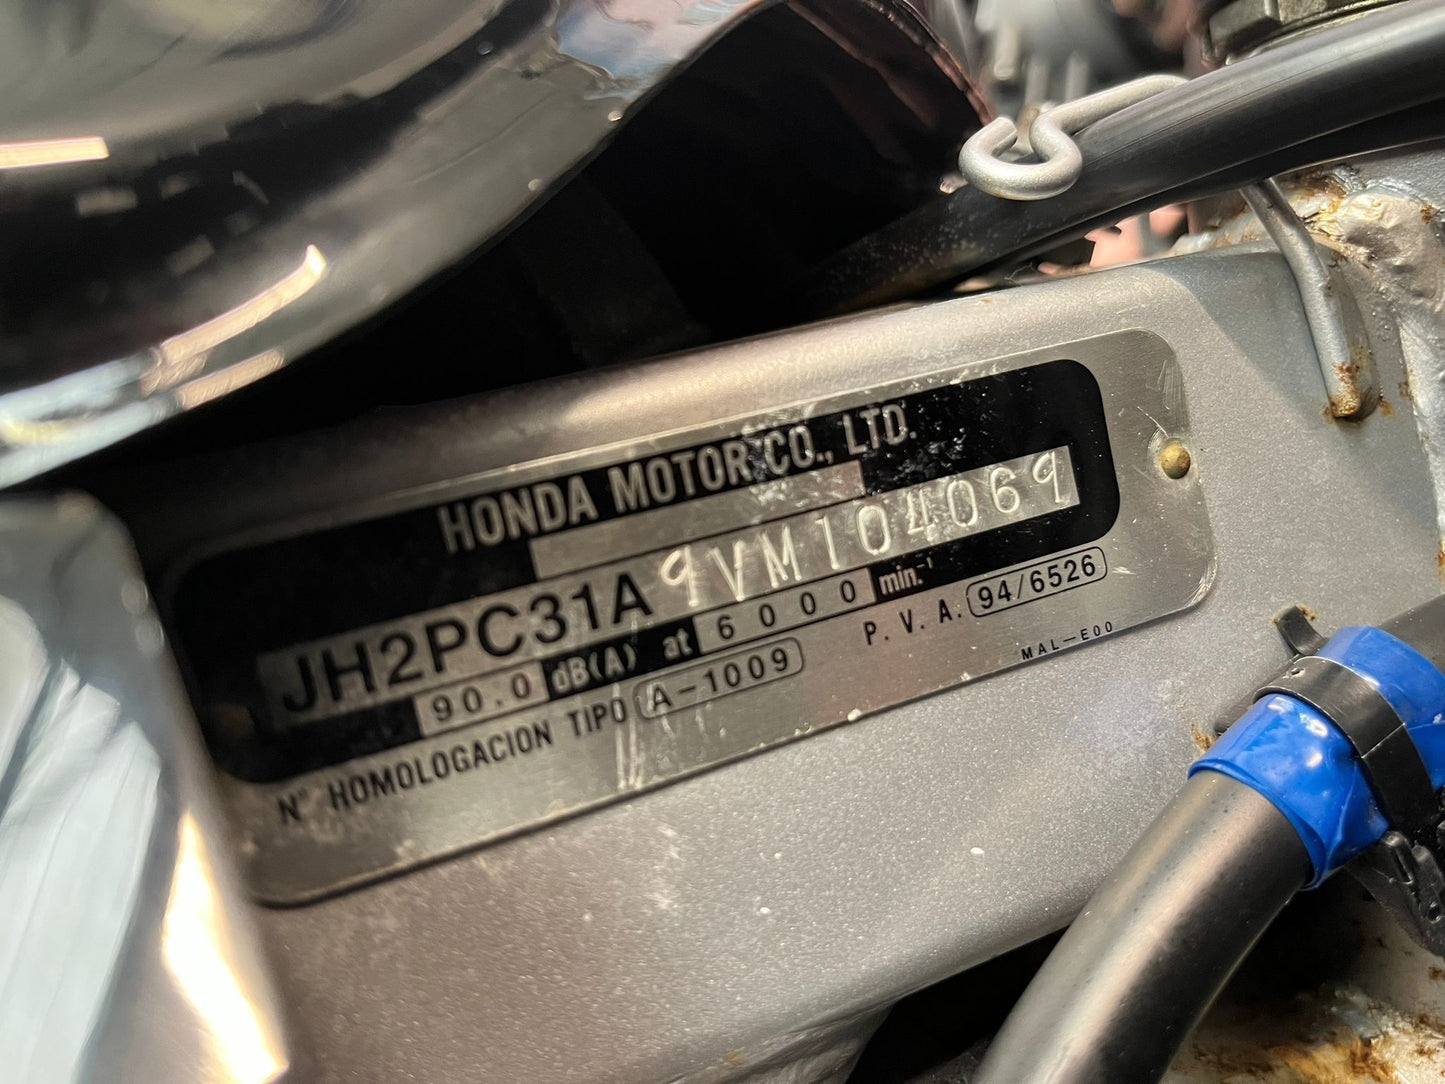 HONDA MOTOR CO., LTD.
JH2PC31A9VM104069
90.0 dB(A) at 6000 min.⁻¹
Nº HOMOLOGACION TIPO A-1009 P.V.A. 94/6526
MAL-E00